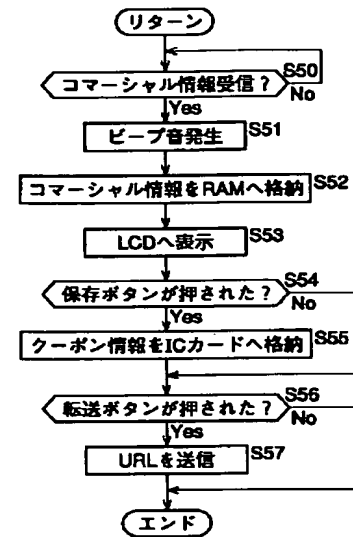 リターン
コマーシャル情報受信？ S50
Yes No
ビープ音発生 S51
コマーシャル情報をRAMへ格納 S52
LCDへ表示 S53
保存ボタンが押された？ S54
Yes No
クーポン情報をICカードへ格納 S55
転送ボタンが押された？ S56
Yes No
URLを送信 S57
エンド